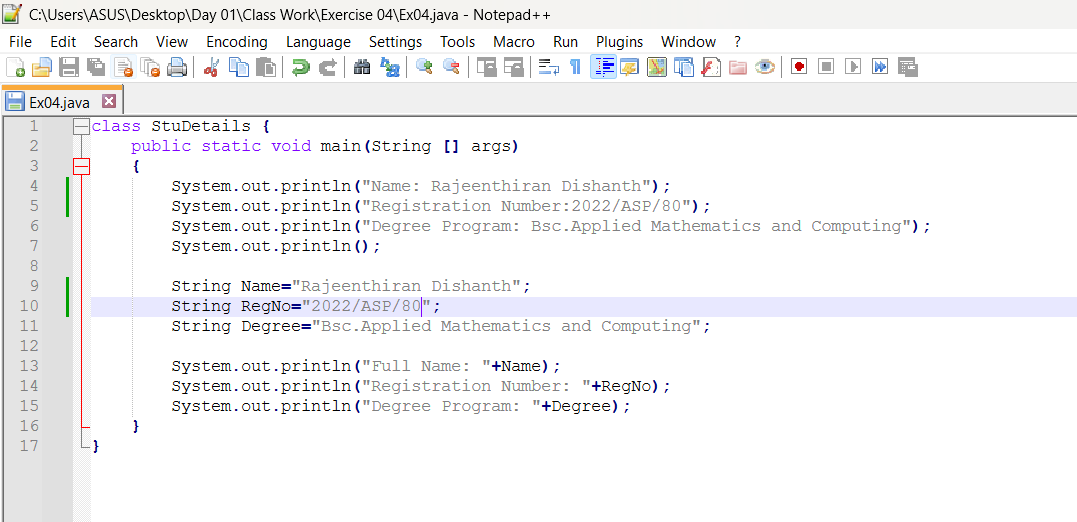 C:\Users\ASUS\Desktop\Day 01\Class Work\Exercise 04\Ex04.java - Notepad++
File Edit Search View Encoding Language Settings Tools Macro Run Plugins Window ?
Ex04.java
1 class StuDetails {
2     public static void main(String [] args)
3     {
4         System.out.println("Name: Rajeenthiran Dishanth");
5         System.out.println("Registration Number:2022/ASP/80");
6         System.out.println("Degree Program: Bsc.Applied Mathematics and Computing");
7         System.out.println();
8
9         String Name="Rajeenthiran Dishanth";
10         String RegNo="2022/ASP/80";
11         String Degree="Bsc.Applied Mathematics and Computing";
12
13         System.out.println("Full Name: "+Name);
14         System.out.println("Registration Number: "+RegNo);
15         System.out.println("Degree Program: "+Degree);
16     }
17 }